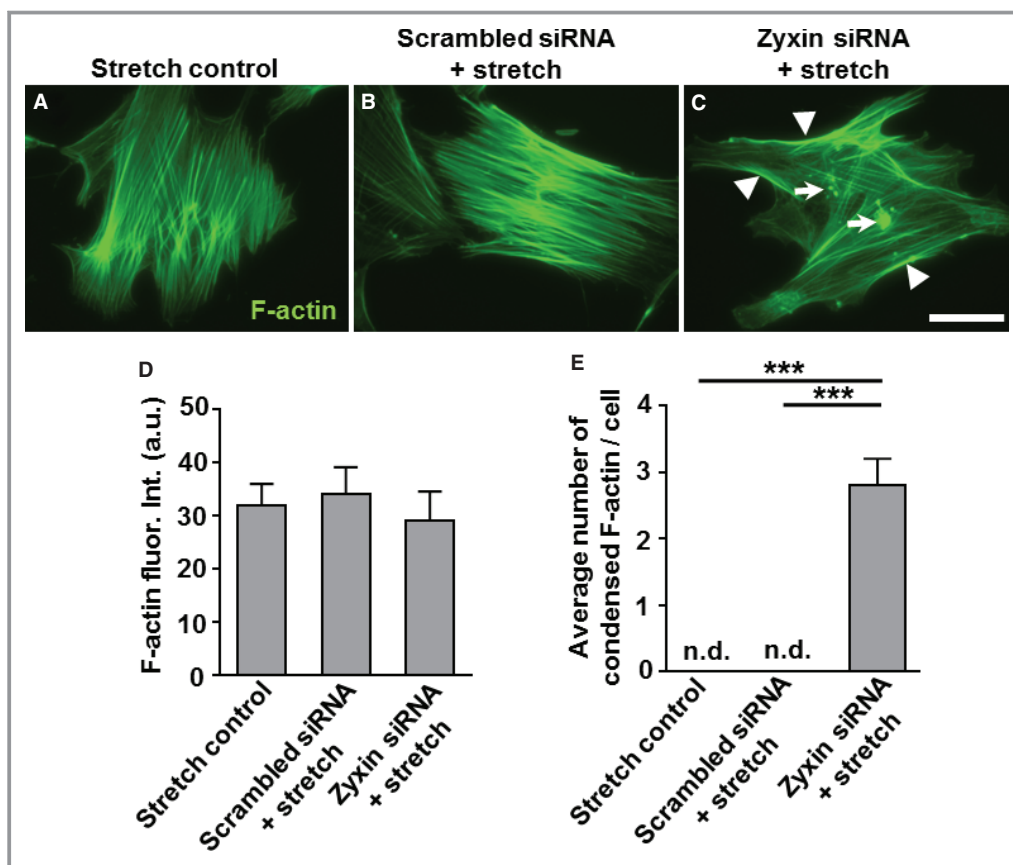 Stretch control
Scrambled siRNA
+ stretch
Zyxin siRNA
+ stretch
A
F-actin
B
C
D
F-actin fluor. Int. (a.u.)
50
40
30
20
10
0
Stretch control
Scrambled siRNA
+ stretch
Zyxin siRNA
+ stretch
E
Average number of
condensed F-actin / cell
***
***
4
3
2
1
0
n.d.
n.d.
Stretch control
Scrambled siRNA
+ stretch
Zyxin siRNA
+ stretch